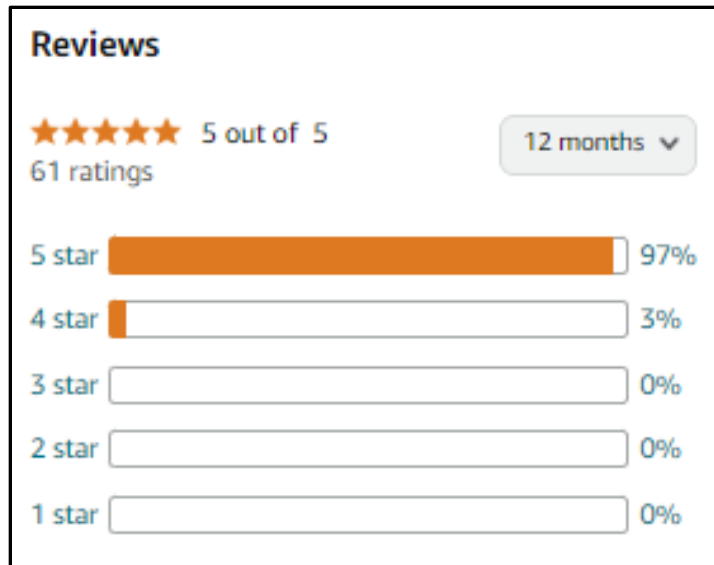 Reviews
5 out of 5
12 months
61 ratings
5 star 97%
4 star 3%
3 star 0%
2 star 0%
1 star 0%